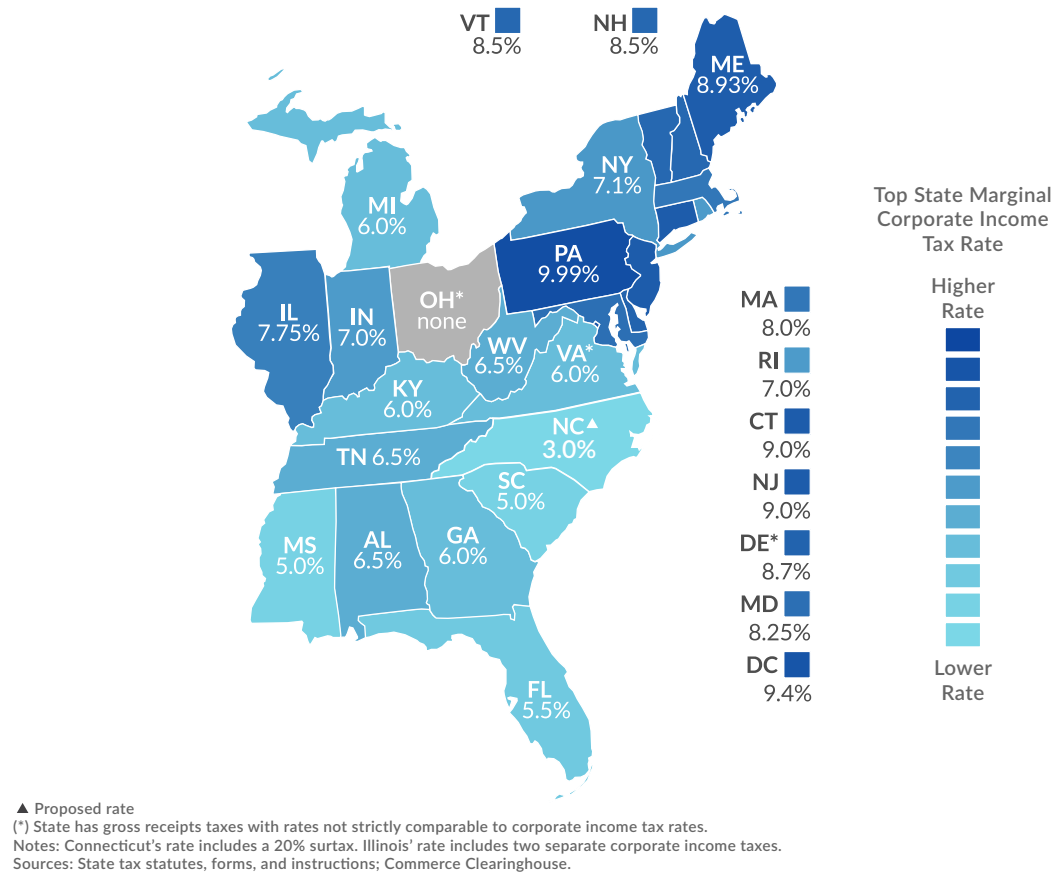 VT
8.5%
NH
8.5%
ME
8.93%
NY
7.1%
MI
6.0%
PA
9.99%
OH*
none
IL
7.75%
IN
7.0%
WV
6.5%
VA*
6.0%
KY
6.0%
NC▲
3.0%
TN 6.5%
SC
5.0%
MS
5.0%
AL
6.5%
GA
6.0%
FL
5.5%
MA
8.0%
RI
7.0%
CT
9.0%
NJ
9.0%
DE*
8.7%
MD
8.25%
DC
9.4%
Top State Marginal
Corporate Income
Tax Rate
Higher
Rate
Lower
Rate
▲ Proposed rate
(*) State has gross receipts taxes with rates not strictly comparable to corporate income tax rates.
Notes: Connecticut's rate includes a 20% surtax. Illinois' rate includes two separate corporate income taxes.
Sources: State tax statutes, forms, and instructions; Commerce Clearinghouse.